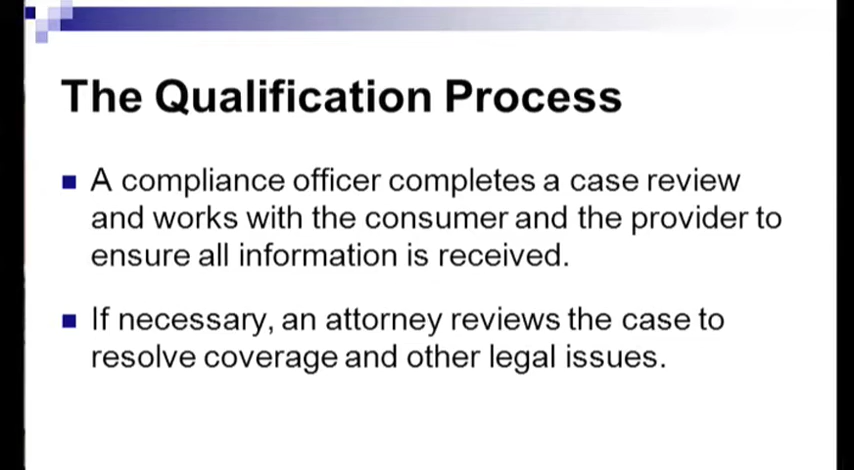 The Qualification Process
A compliance officer completes a case review
and works with the consumer and the provider to
ensure all information is received.
If necessary, an attorney reviews the case to
resolve coverage and other legal issues.